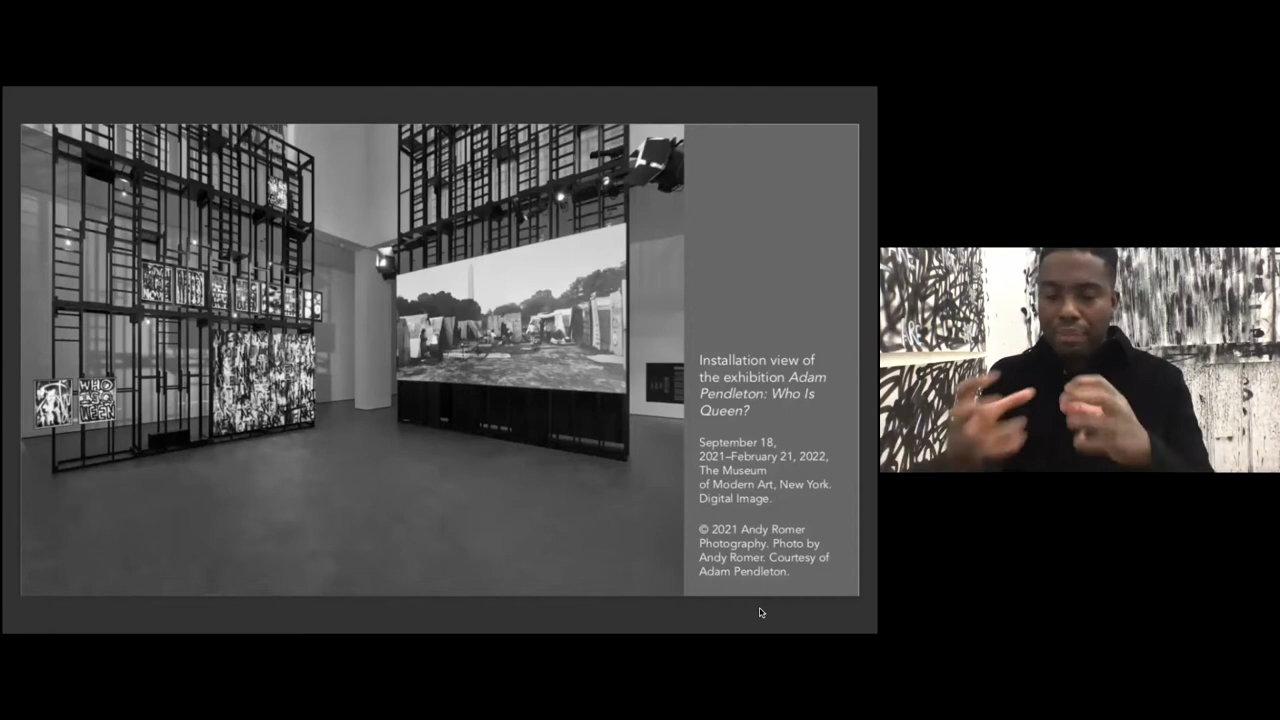 WHO
IS
UEEN
Installation view of
the exhibition Adam
Pendleton: Who Is
Queen?
September 18,
2021–February 21, 2022,
The Museum
of Modern Art, New York.
Digital Image.
© 2021 Andy Romer
Photography. Photo by
Andy Romer. Courtesy of
Adam Pendleton.